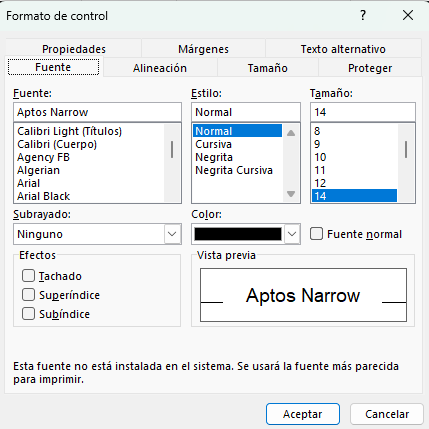 Formato de control
Propiedades Márgenes Texto alternativo
Fuente Alineación Tamaño Proteger
Fuente: Estilo: Tamaño:
Aptos Narrow Normal 14
Calibri Light (Títulos) Normal 8
Calibri (Cuerpo) Cursiva 9
Agency FB Negrita 10
Algerian Negrita Cursiva 11
Arial 12
Arial Black 14
Subrayado: Color:
Ninguno Fuente normal
Efectos Vista previa
Tachado
Superíndice
Subíndice
Aptos Narrow
Esta fuente no está instalada en el sistema. Se usará la fuente más parecida
para imprimir.
Aceptar Cancelar